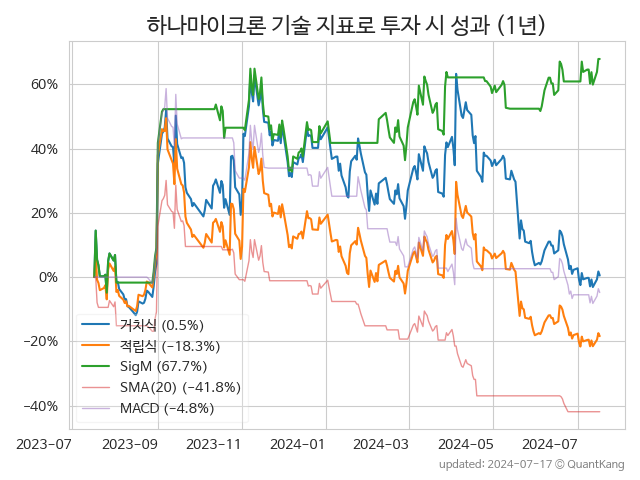 하나마이크론 기술 지표로 투자 시 성과 (1년)
60%
40%
20%
0%
−20%
−40%
거치식 (0.5%)
적립식 (−18.3%)
SigM (67.7%)
SMA(20) (−41.8%)
MACD (−4.8%)
2023-07 2023-09 2023-11 2024-01 2024-03 2024-05 2024-07
updated: 2024-07-17 © QuantKang